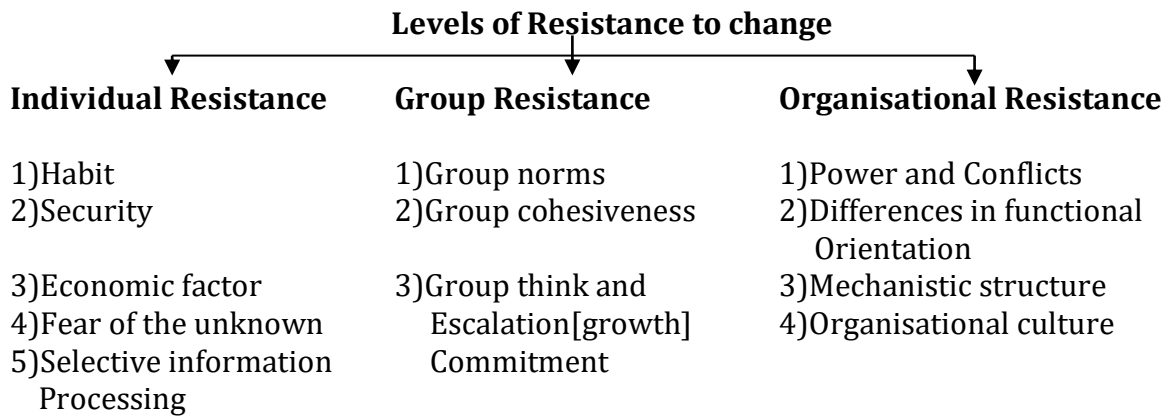 Levels of Resistance to change
Individual Resistance
1)Habit
2)Security
3)Economic factor
4)Fear of the unknown
5)Selective information
Processing
Group Resistance
1)Group norms
2)Group cohesiveness
3)Group think and
Escalation[growth]
Commitment
Organisational Resistance
1)Power and Conflicts
2)Differences in functional
Orientation
3)Mechanistic structure
4)Organisational culture